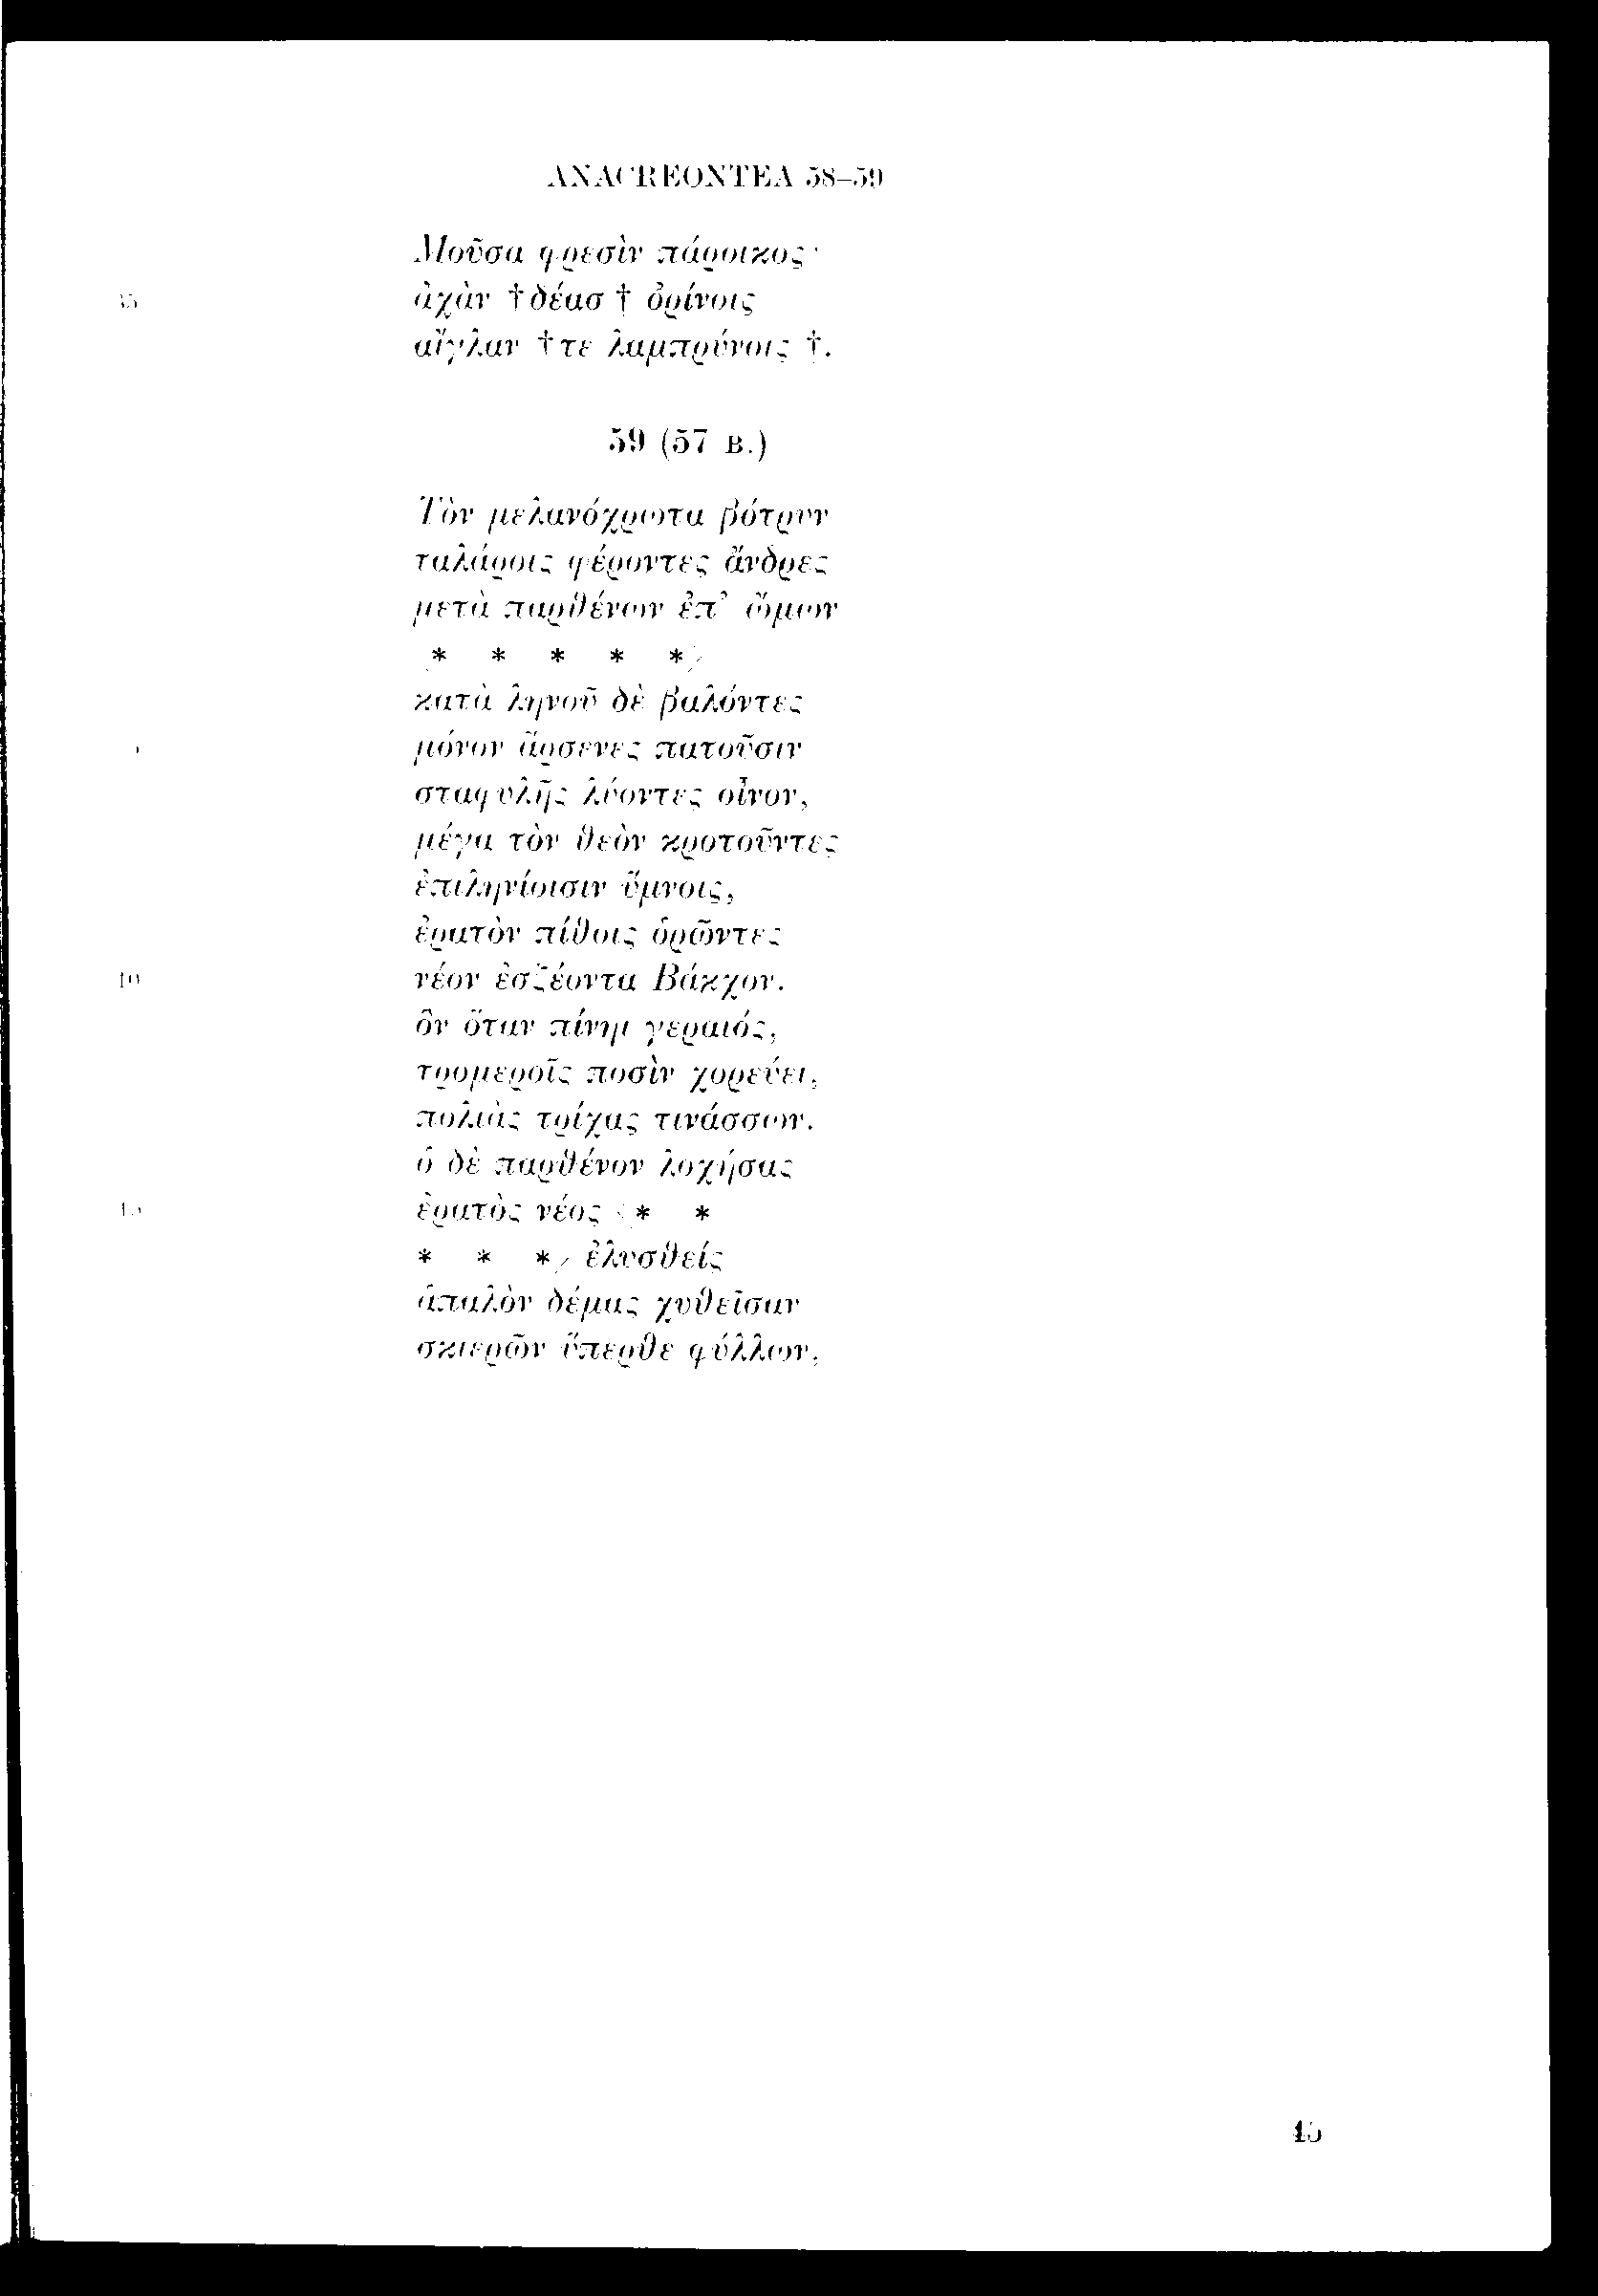 ANACREONTEA 58–59
Μοῦσα φρεσὶν πάροικος·
35 ἀχὰν †δέασ† ὀρίνοις
αἴγλαν †τε λαμπρύνοις†.
59 (57 B.)
Τὸν μελανόχρωτα βότρυν
ταλάροις φέροντες ἄνδρες
μετὰ παρθένων ἐπ’ ὤμων
* * * * *⟩
κατὰ ληνοῦ δὲ βαλόντες
μόνον ἄρσενες πατοῦσιν
σταφυλῆς λύοντες οἶνον,
μέγα τὸν θεὸν κροτοῦντες
ἐπιληνίοισιν ὕμνοις,
ἐρατὸν πίθοις ὁρῶντες
10 νέον ἐσζέοντα Βάκχον.
ὃν ὅταν πίνηι γεραιός,
τρομεροῖς ποσὶν χορεύει,
πολιὰς τρίχας τινάσσων.
ὁ δὲ παρθένον λοχήσας
15 ἐρατὸς νέος ⟨* *
* * *⟩ ἐλυσθείς
ἁπαλὸν δέμας χυθεῖσαν
σκιερῶν ὕπερθε φύλλων,
45